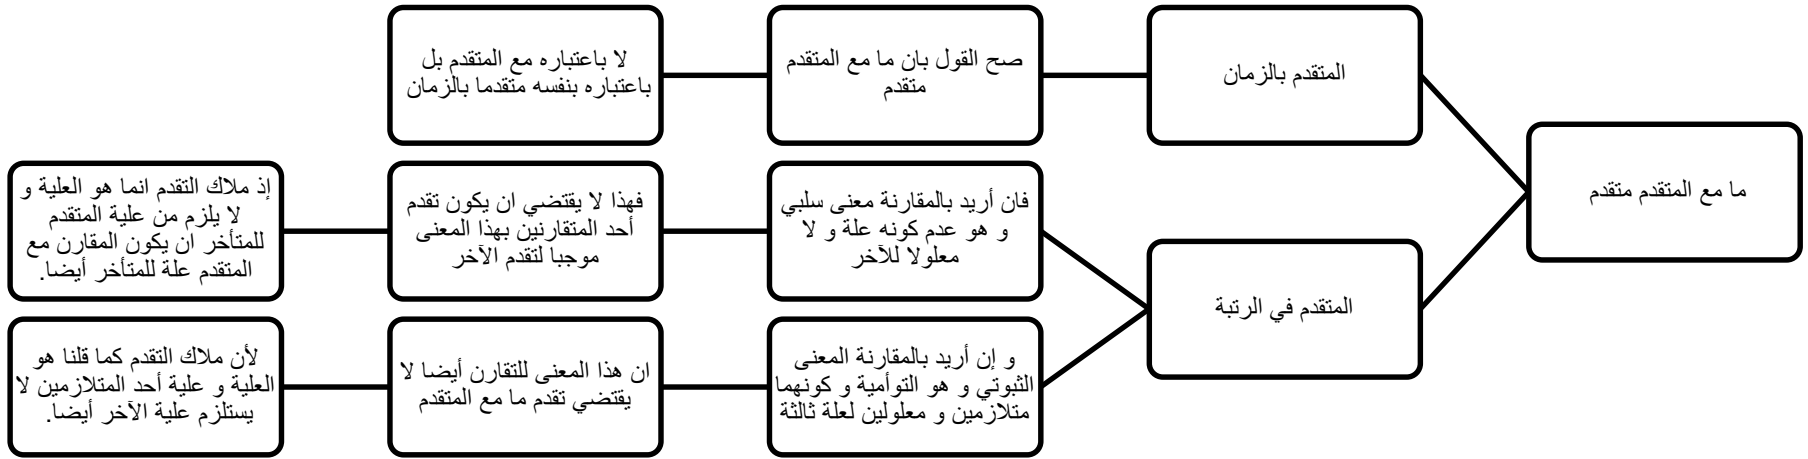 ما مع المتقدم متقدم
المتقدم بالزمان
صح القول بان ما مع المتقدم
متقدم
لا باعتباره مع المتقدم بل
باعتباره بنفسه متقدما بالزمان
المتقدم في الرتبة
فان أريد بالمقارنة معنى سلبي
و هو عدم كونه علة و لا
معلولا للآخر
فهذا لا يقتضي ان يكون تقدم
أحد المتقارنين بهذا المعنى
موجبا لتقدم الآخر
إذ ملاك التقدم انما هو العلية و
لا يلزم من علية المتقدم
للمتأخر ان يكون المقارن مع
المتقدم علة للمتأخر أيضا.
و إن أريد بالمقارنة المعنى
الثبوتي و هو التوأمية و كونهما
متلازمين و معلولين لعلة ثالثة
ان هذا المعنى للتقارن أيضا لا
يقتضي تقدم ما مع المتقدم
لأن ملاك التقدم كما قلنا هو
العلية و علية أحد المتلازمين لا
يستلزم علية الآخر أيضا.